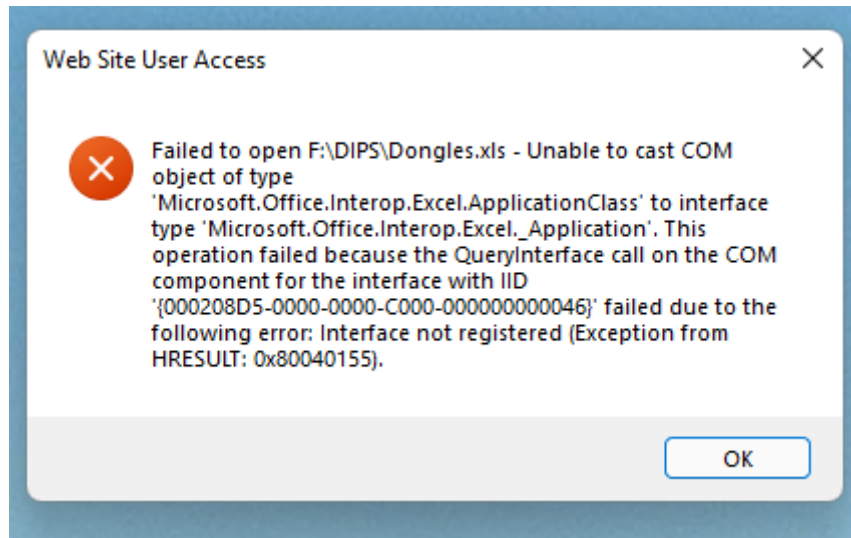 Web Site User Access
Failed to open F:\DIPS\Dongles.xls - Unable to cast COM
object of type
'Microsoft.Office.Interop.Excel.ApplicationClass' to interface
type 'Microsoft.Office.Interop.Excel._Application'. This
operation failed because the QueryInterface call on the COM
component for the interface with IID
'{000208D5-0000-0000-C000-000000000046}' failed due to the
following error: Interface not registered (Exception from
HRESULT: 0x80040155).
OK